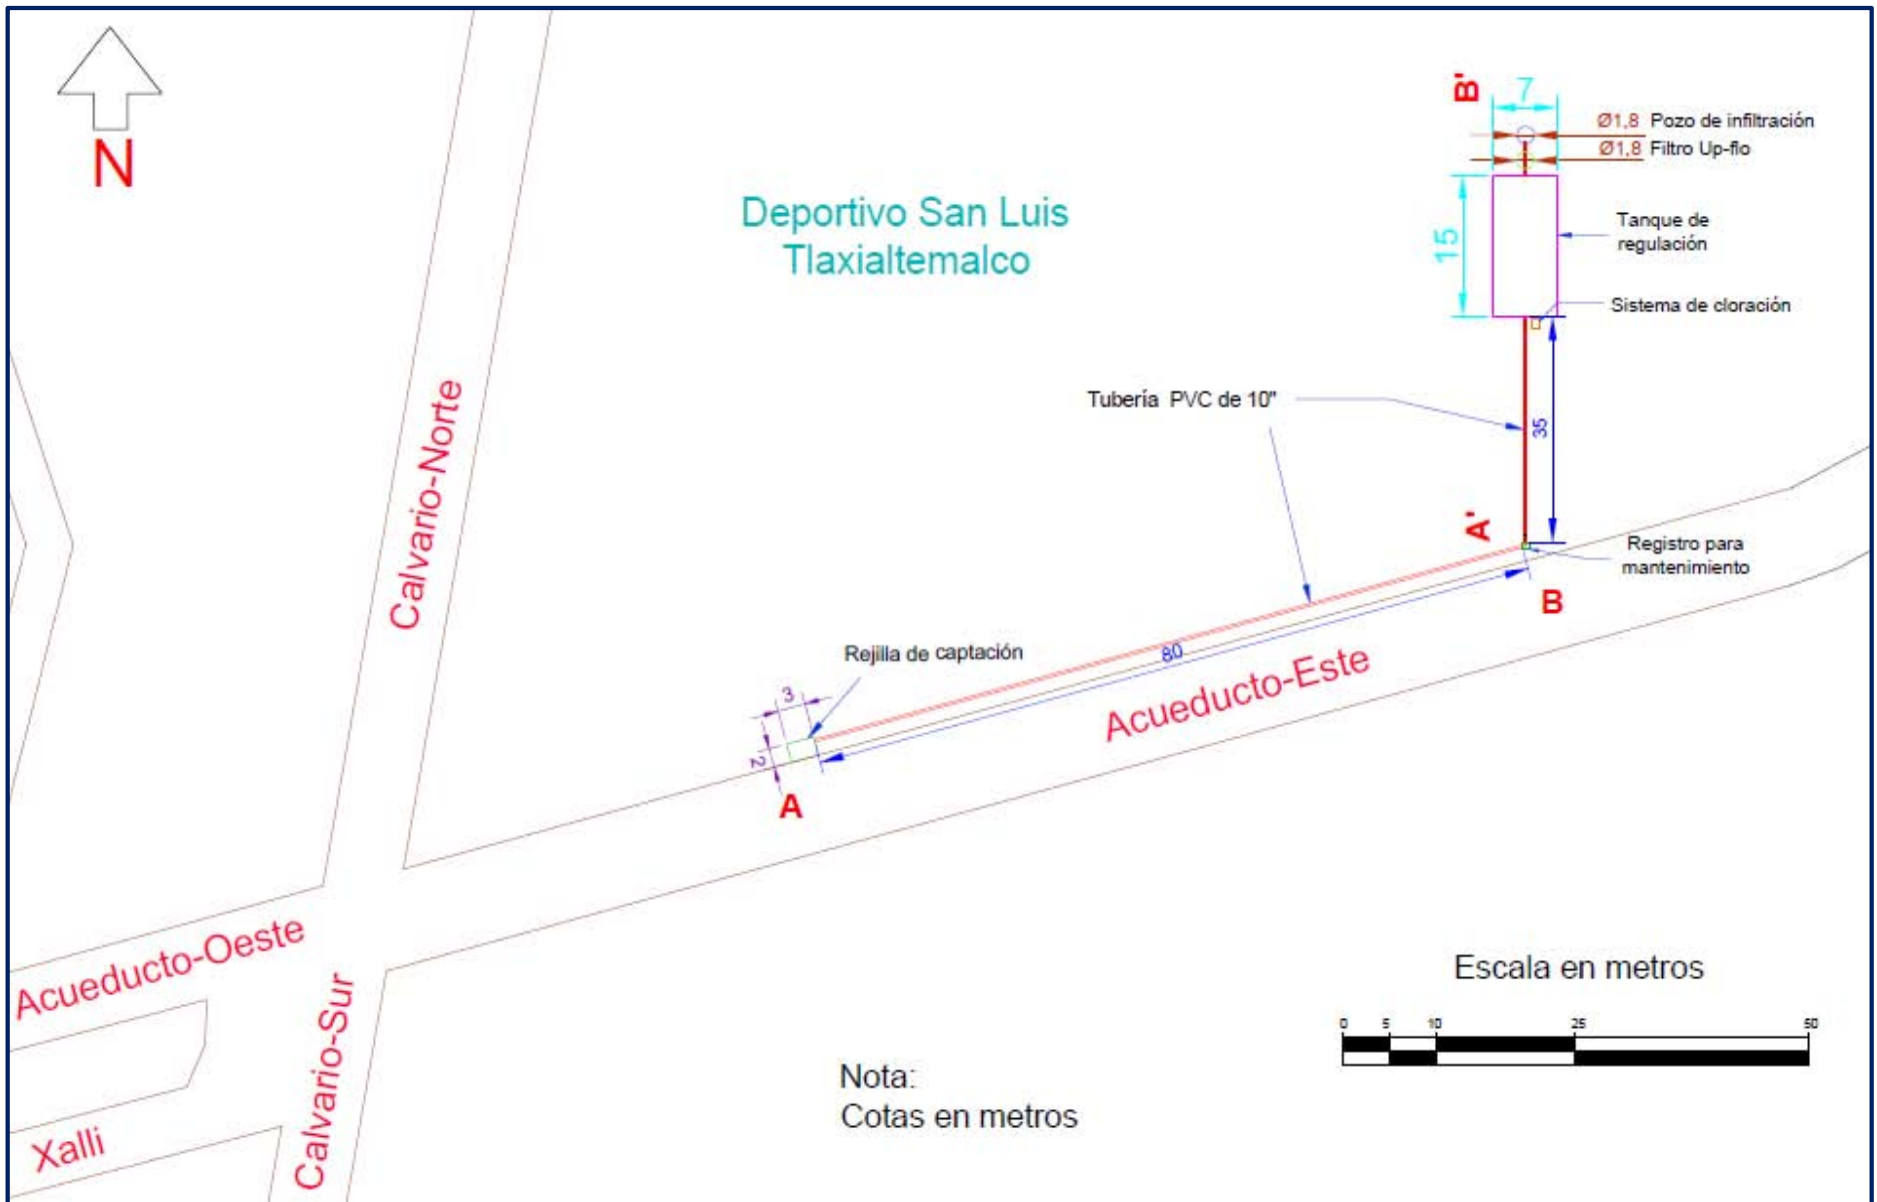 N
Deportivo San Luis
Tlaxialtemalco
B'
7
Ø1,8 Pozo de infiltración
Ø1,8 Filtro Up-flo
15
Tanque de
regulación
Sistema de cloración
Tubería PVC de 10"
35
A'
Registro para
mantenimiento
B
Calvario-Norte
Rejilla de captación
80
3
2
A
Acueducto-Este
Acueducto-Oeste
Calvario-Sur
Xalli
Escala en metros
0 5 10 25 50
Nota:
Cotas en metros